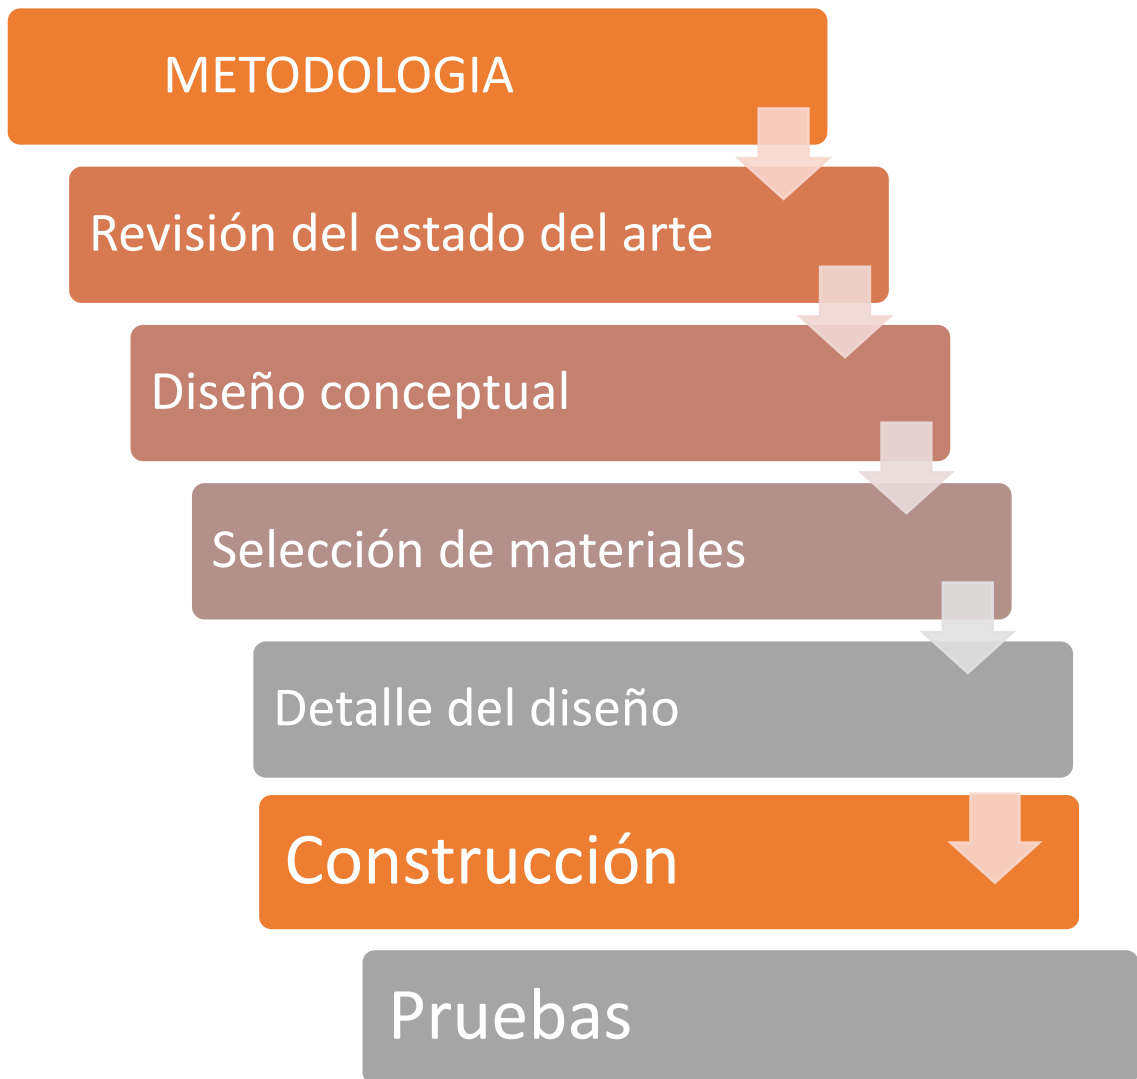 METODOLOGIA
Revisión del estado del arte
Diseño conceptual
Selección de materiales
Detalle del diseño
Construcción
Pruebas